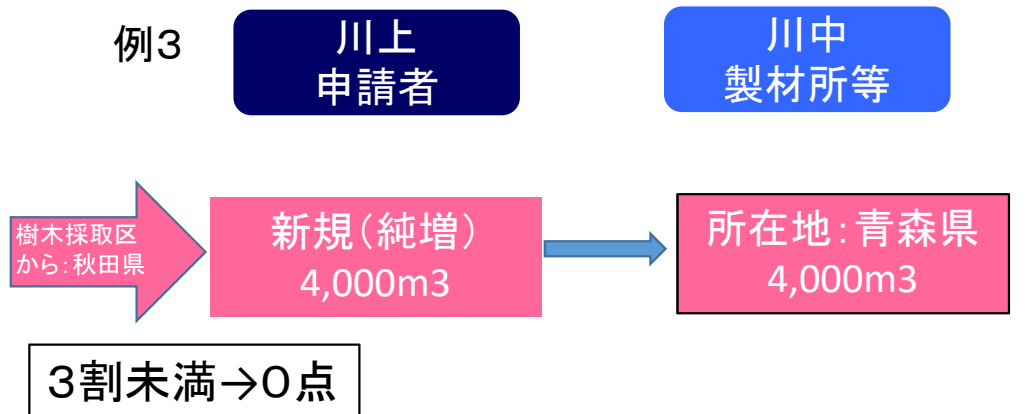 例3
川上
申請者
川中
製材所等
樹木採取区
から:秋田県
新規(純増)
4,000m3
所在地:青森県
4,000m3
3割未満→0点